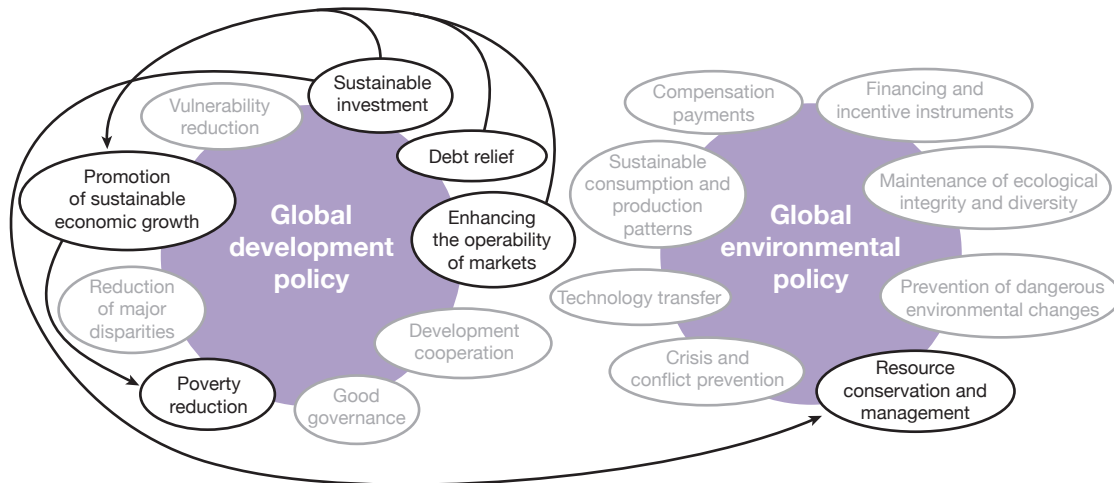 Sustainable
investment
Vulnerability
reduction
Debt relief
Promotion
of sustainable
economic growth
Global
development
policy
Enhancing
the operability
of markets
Reduction
of major
disparities
Development
cooperation
Poverty
reduction
Good
governance
Compensation
payments
Financing and
incentive instruments
Sustainable
consumption and
production
patterns
Maintenance of ecological
integrity and diversity
Global
environmental
policy
Technology transfer
Prevention of dangerous
environmental changes
Crisis and
conflict prevention
Resource
conservation and
management